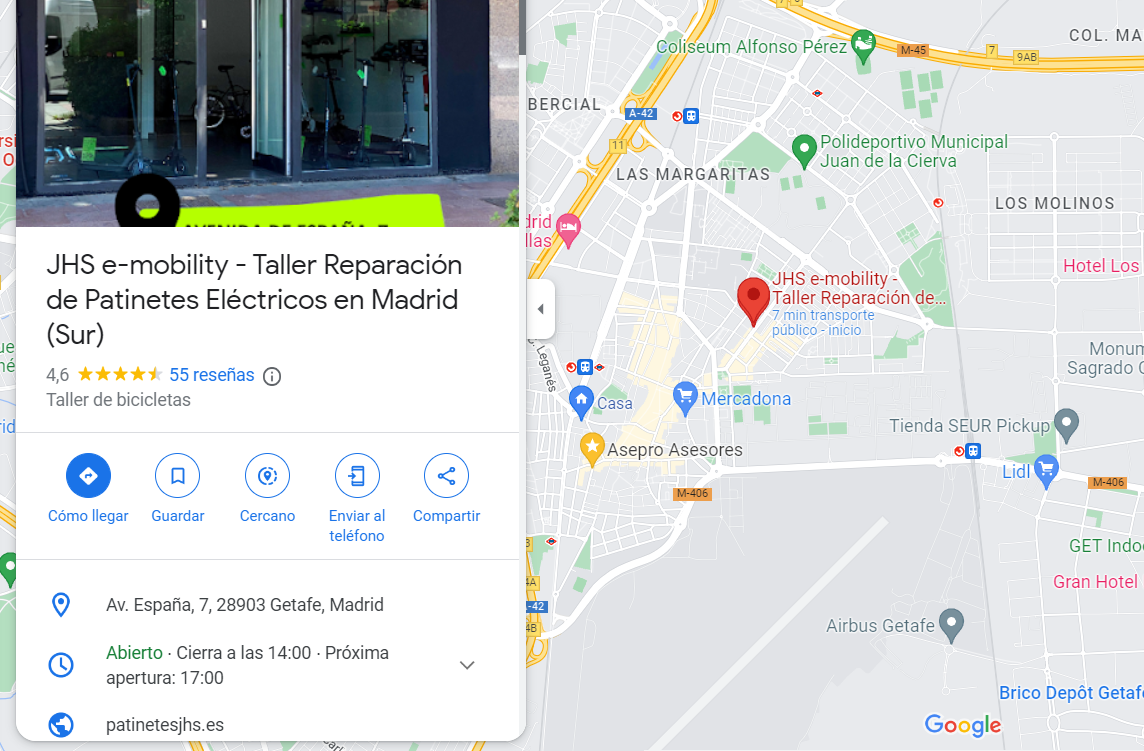 AVENIDA DE ESPAÑA, 7
JHS e-mobility - Taller Reparación
de Patinetes Eléctricos en Madrid
(Sur)
4,6
55 reseñas
Taller de bicicletas
Cómo llegar
Guardar
Cercano
Enviar al
teléfono
Compartir
Av. España, 7, 28903 Getafe, Madrid
Abierto · Cierra a las 14:00 · Próxima
apertura: 17:00
patinetesjhs.es
Coliseum Alfonso Pérez
M-45
7
9AB
COL. MA
BERCIAL
A-42
11
Polideportivo Municipal
Juan de la Cierva
LAS MARGARITAS
LOS MOLINOS
drid
llas
Hotel Los
JHS e-mobility -
Taller Reparación de...
7 min transporte
público - inicio
C. Leganés
Monum
Sagrado C
Casa
Mercadona
Tienda SEUR Pickup
Asepro Asesores
Lidl
M-406
M-406
GET Indoo
Gran Hotel
4A
-42
4B
Airbus Getafe
Brico Depôt Getafe
Google